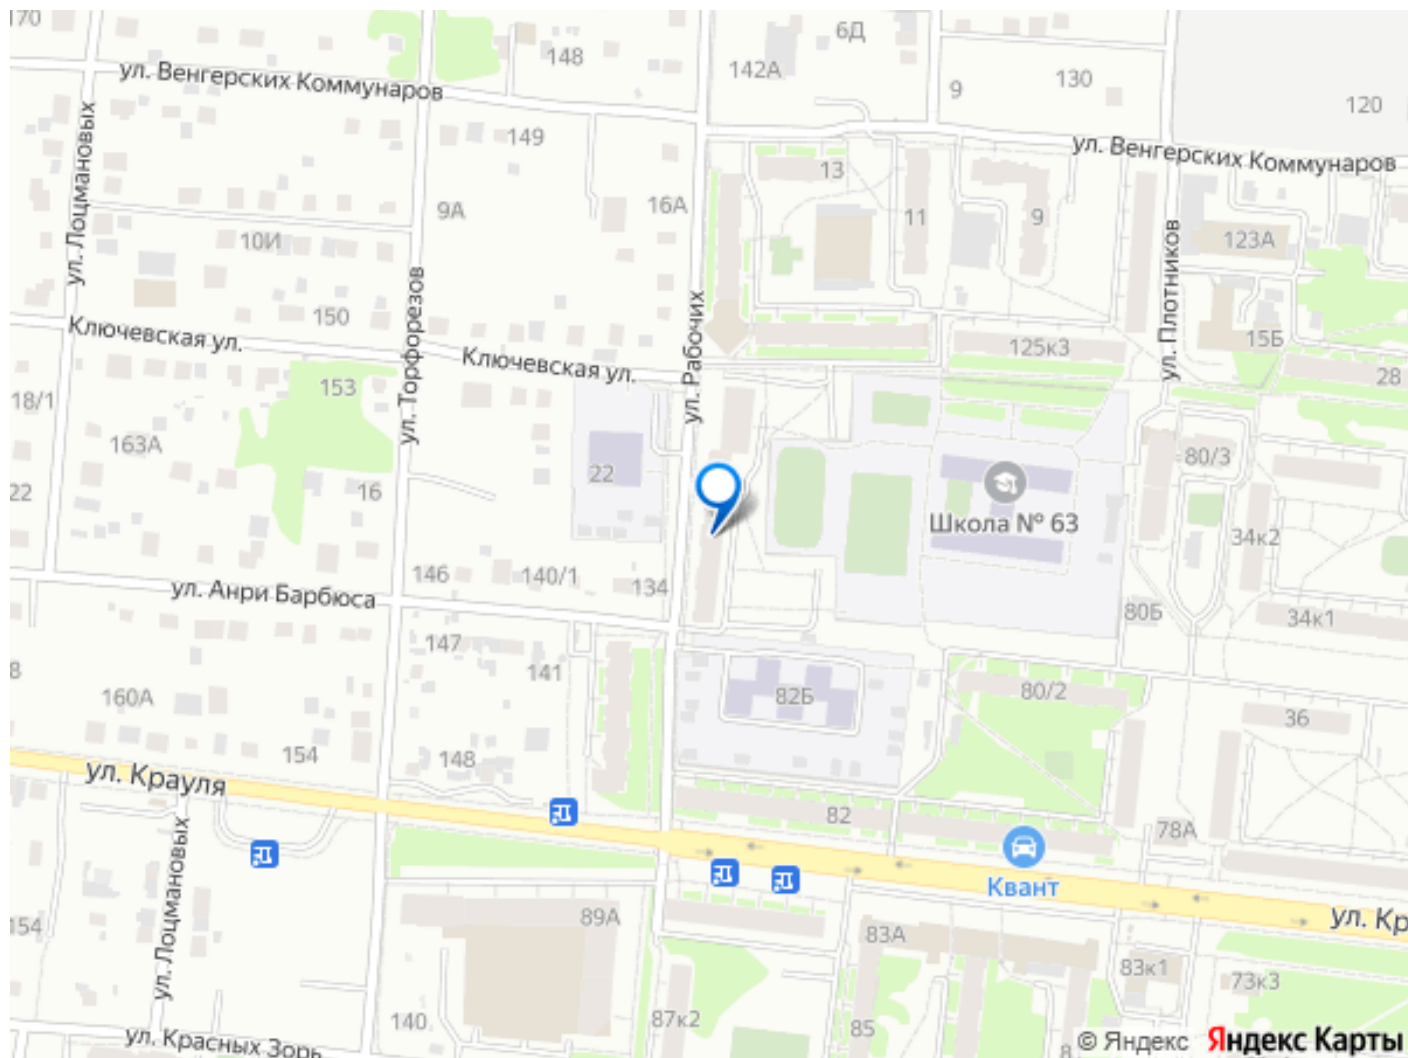 170
148
6Д
142А
130
9
120
ул. Венгерских Коммунаров
ул. Лоцмановых
149
ул. Венгерских Коммунаров
13
16А
9А
11
9
10И
123А
ул. Плотников
ул. Торфорезов
ул. Рабочих
150
Ключевская ул.
15Б
125к3
Ключевская ул.
28
153
18/1
163А
80/3
22
16
22
Школа № 63
34к2
146
140/1
134
ул. Анри Барбюса
80Б
34к1
147
141
8
160А
82Б
80/2
36
154
148
ул. Крауля
82
78А
Квант
ул. Лоцмановых
154
89А
83А
ул. Кр
83к1
73к3
140
87к2
85
8
ул. Красных Зорь
© Яндекс Яндекс Карты